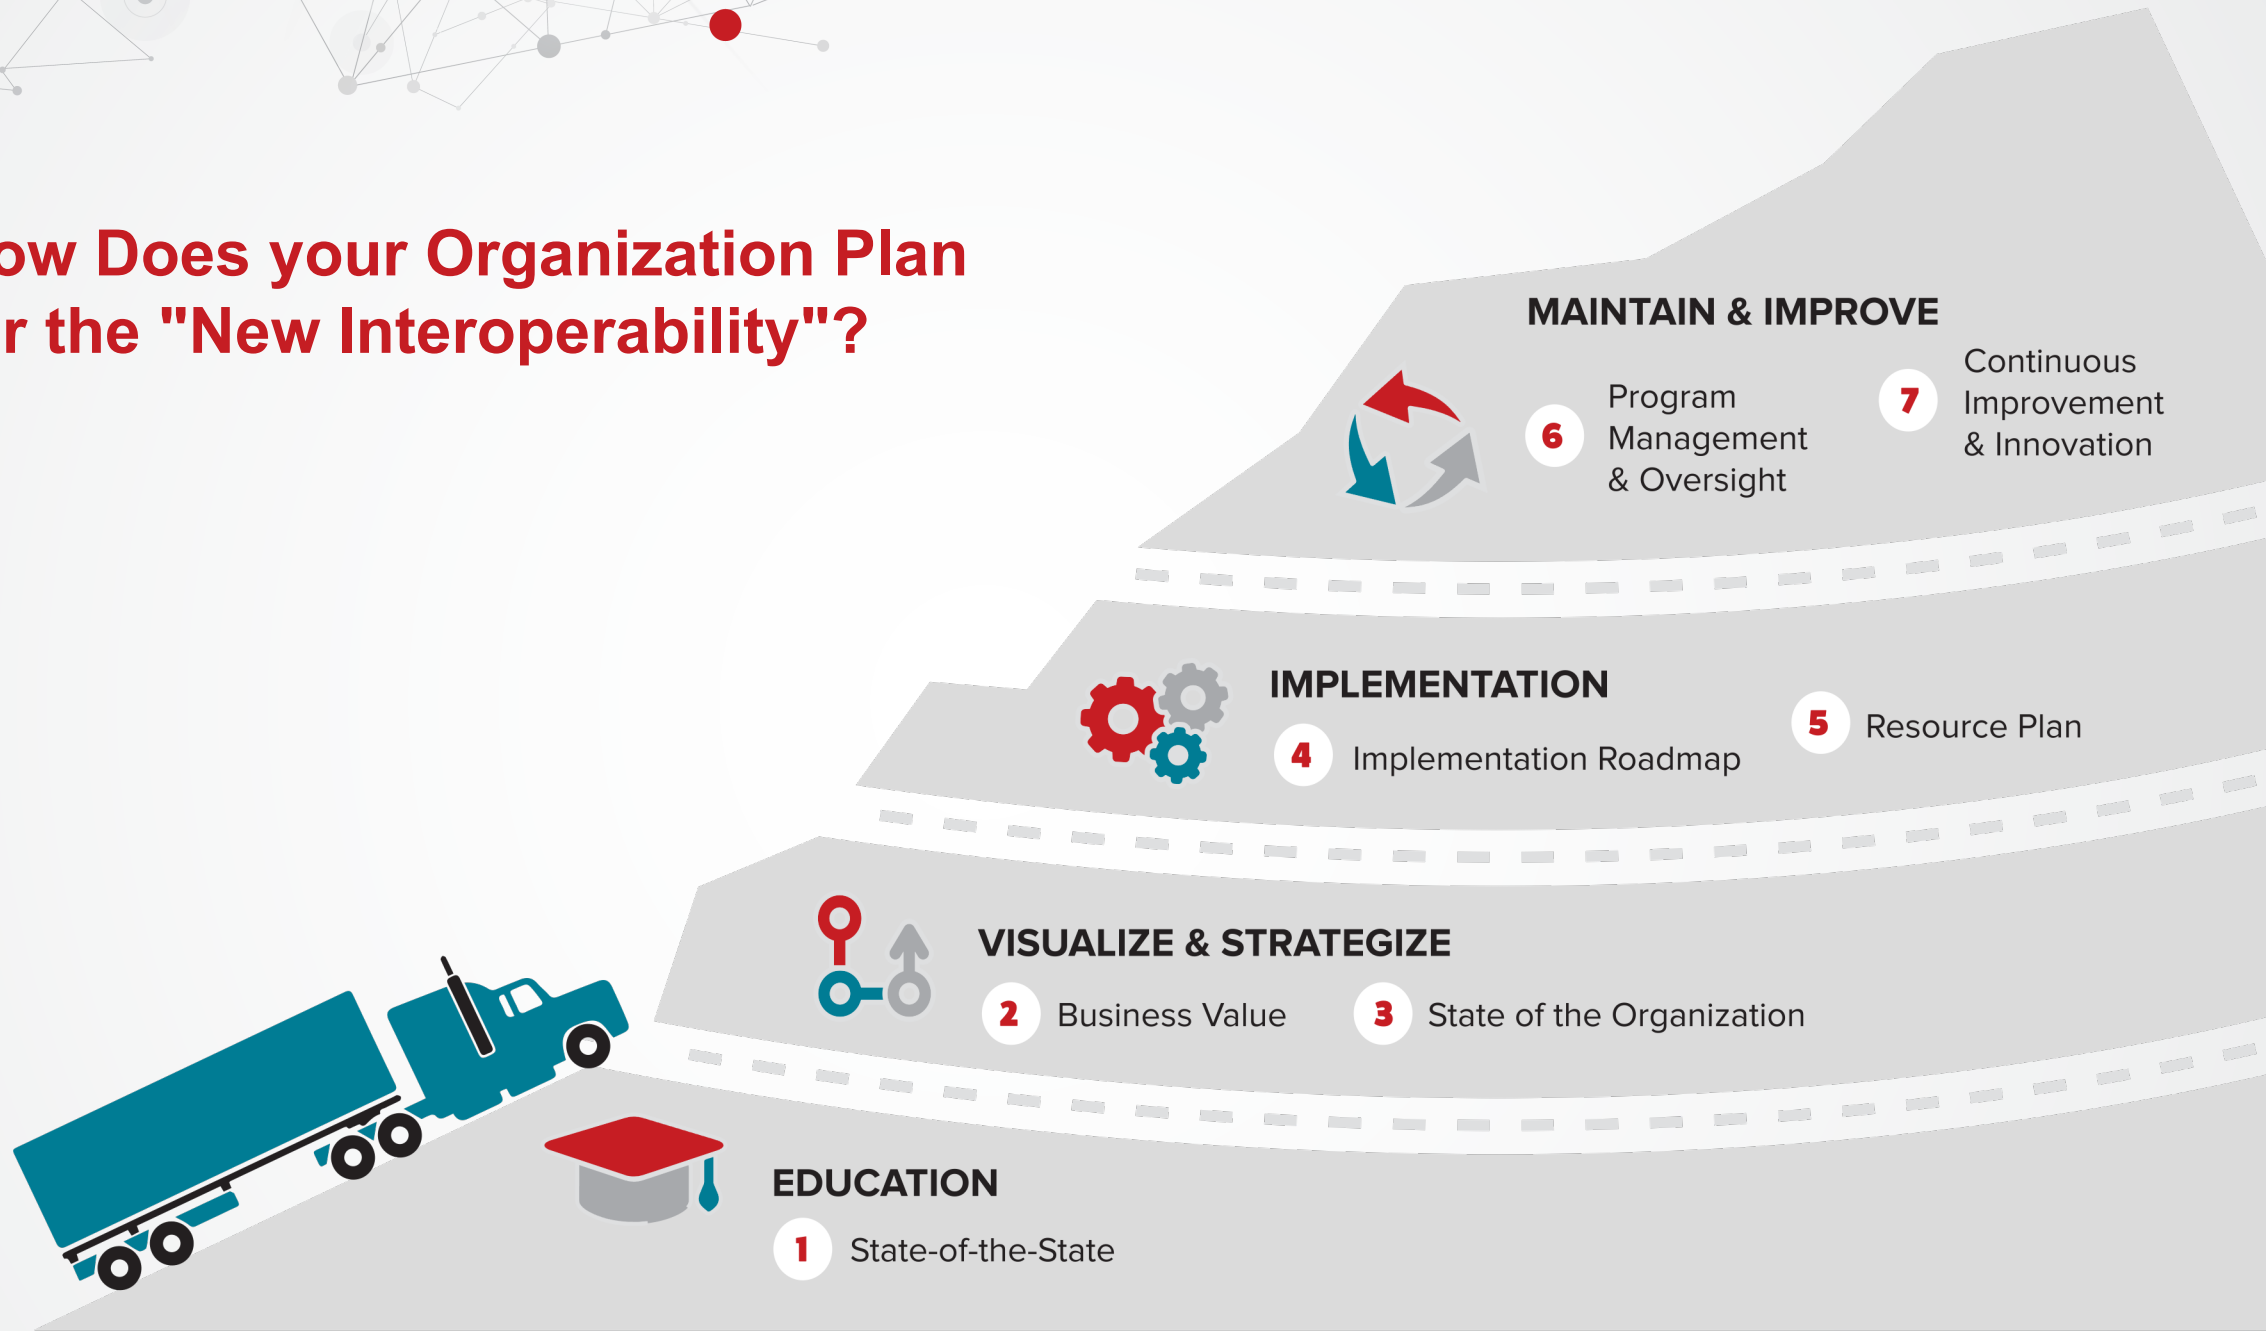 ow Does your Organization Plan
r the "New Interoperability"?
MAINTAIN & IMPROVE
6 Program
Management
& Oversight
7 Continuous
Improvement
& Innovation
IMPLEMENTATION
4 Implementation Roadmap
5 Resource Plan
VISUALIZE & STRATEGIZE
2 Business Value
3 State of the Organization
EDUCATION
1 State-of-the-State